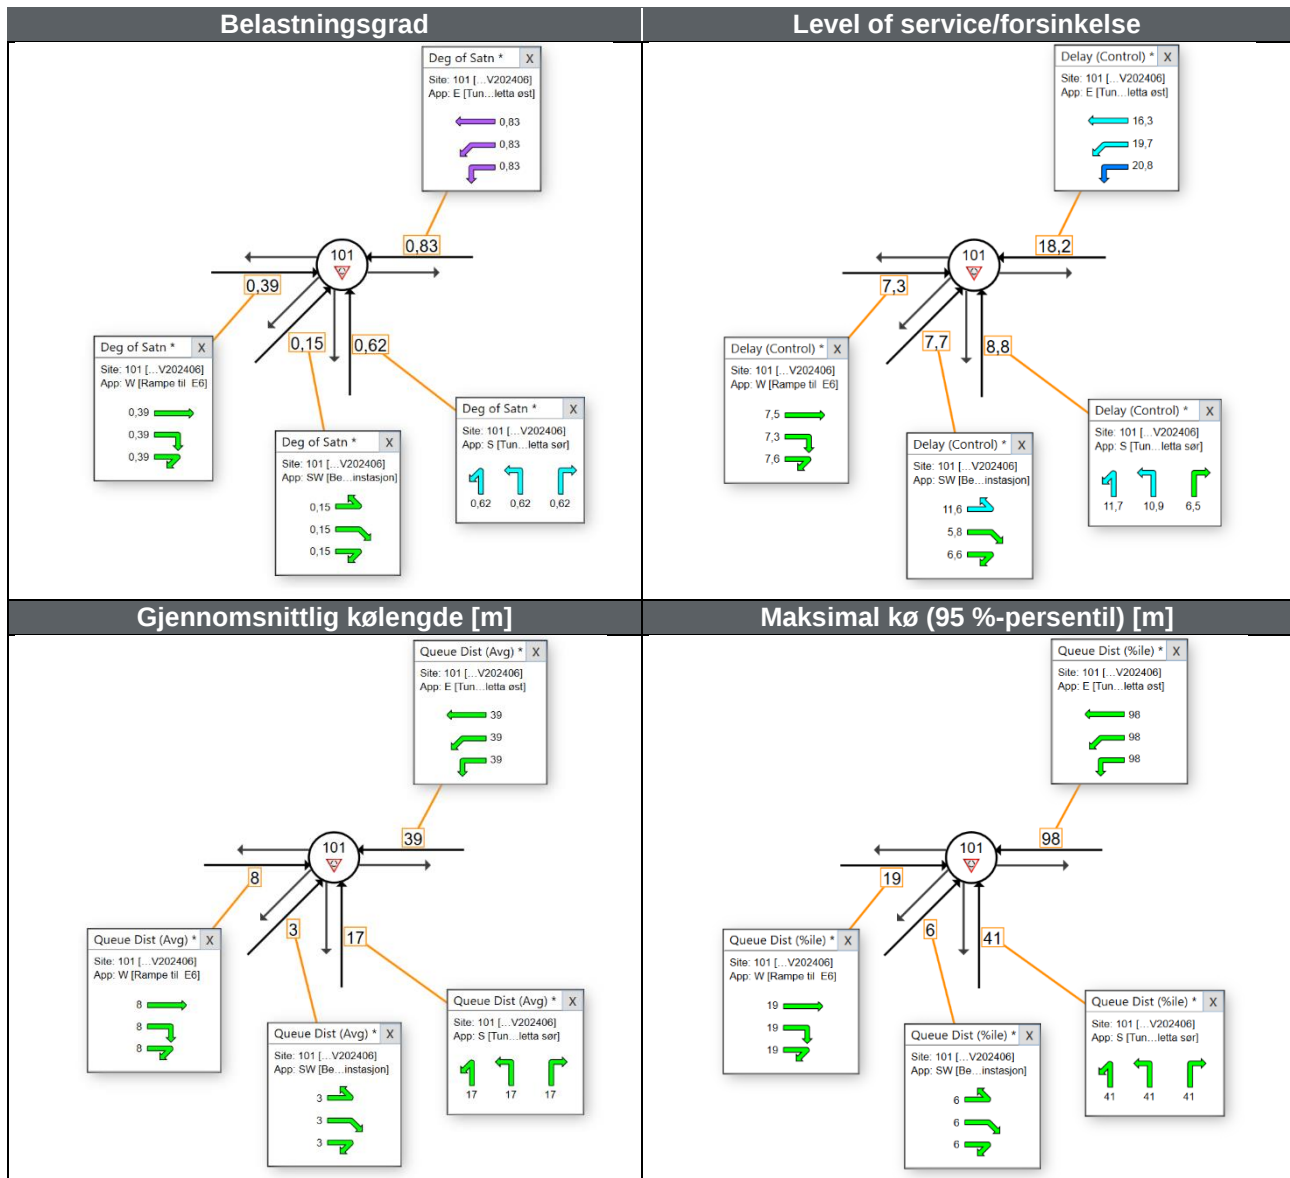 Belastningsgrad
Deg of Satn * X
Site: 101 [...V202406]
App: E [Tun...letta øst]
0,83
0,83
0,83
0,83
101
0,39
0,15
0,62
Deg of Satn * X
Site: 101 [...V202406]
App: W [Rampe til E6]
0,39
0,39
0,39
Deg of Satn * X
Site: 101 [...V202406]
App: SW [Be...instasjon]
0,15
0,15
0,15
Deg of Satn * X
Site: 101 [...V202406]
App: S [Tun...letta sør]
0,62 0,62 0,62
Level of service/forsinkelse
Delay (Control) * X
Site: 101 [...V202406]
App: E [Tun...letta øst]
16,3
19,7
20,8
18,2
101
7,3
7,7
8,8
Delay (Control) * X
Site: 101 [...V202406]
App: W [Rampe til E6]
7,5
7,3
7,6
Delay (Control) * X
Site: 101 [...V202406]
App: SW [Be...instasjon]
11,6
5,8
6,6
Delay (Control) * X
Site: 101 [...V202406]
App: S [Tun...letta sør]
11,7 10,9 6,5
Gjennomsnittlig kølengde [m]
Queue Dist (Avg) * X
Site: 101 [...V202406]
App: E [Tun...letta øst]
39
39
39
39
101
8
3
17
Queue Dist (Avg) * X
Site: 101 [...V202406]
App: W [Rampe til E6]
8
8
8
Queue Dist (Avg) * X
Site: 101 [...V202406]
App: SW [Be...instasjon]
3
3
3
Queue Dist (Avg) * X
Site: 101 [...V202406]
App: S [Tun...letta sør]
17 17 17
Maksimal kø (95 %-persentil) [m]
Queue Dist (%ile) * X
Site: 101 [...V202406]
App: E [Tun...letta øst]
98
98
98
98
101
19
6
41
Queue Dist (%ile) * X
Site: 101 [...V202406]
App: W [Rampe til E6]
19
19
19
Queue Dist (%ile) * X
Site: 101 [...V202406]
App: SW [Be...instasjon]
6
6
6
Queue Dist (%ile) * X
Site: 101 [...V202406]
App: S [Tun...letta sør]
41 41 41